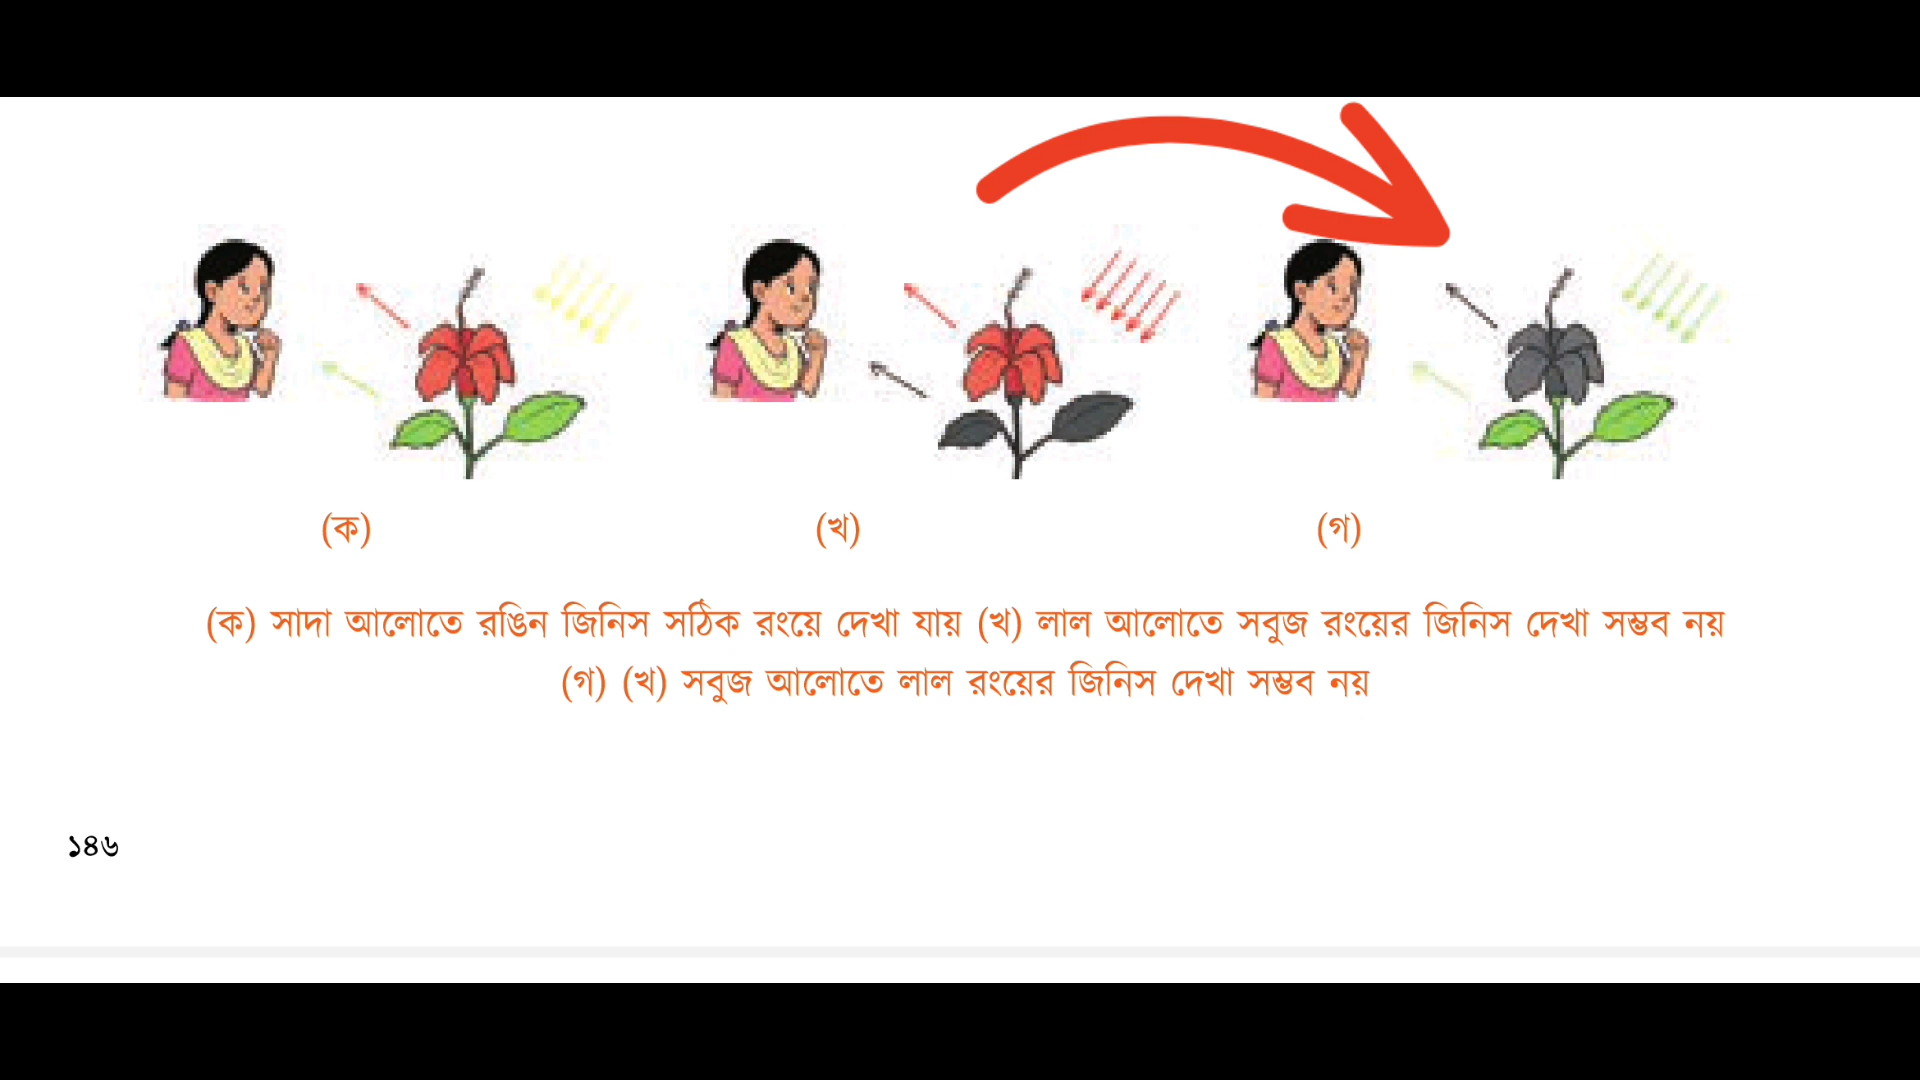 (ক)
(খ)
(গ)
(ক) সাদা আলোতে রঙিন জিনিস সঠিক রংয়ে দেখা যায় (খ) লাল আলোতে সবুজ রংয়ের জিনিস দেখা সম্ভব নয়
(গ) (খ) সবুজ আলোতে লাল রংয়ের জিনিস দেখা সম্ভব নয়
১৪৬